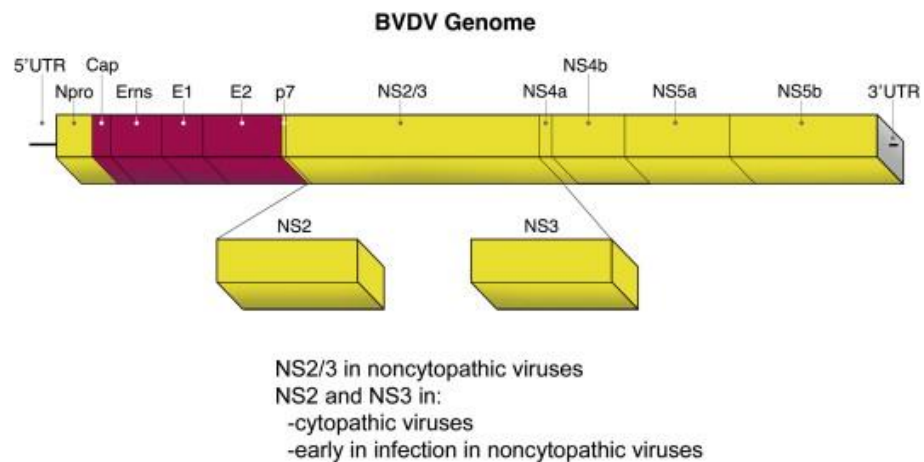 BVDV Genome
5'UTR Cap NS4b
Npro Erns E1 E2 p7 NS2/3 NS4a NS5a NS5b 3'UTR
NS2 NS3
NS2/3 in noncytopathic viruses
NS2 and NS3 in:
-cytopathic viruses
-early in infection in noncytopathic viruses